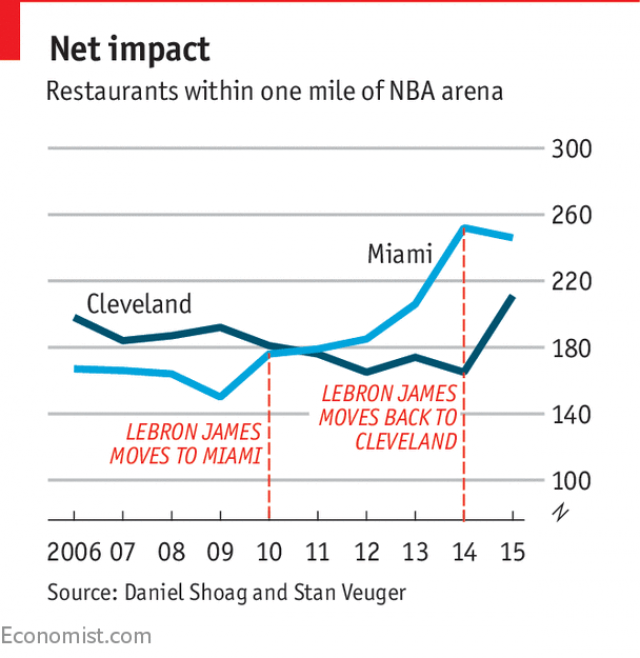 Net impact
Restaurants within one mile of NBA arena
300
260
Miami
220
Cleveland
180
LEBRON JAMES
MOVES BACK TO
CLEVELAND
140
LEBRON JAMES
MOVES TO MIAMI
100
2006 07 08 09 10 11 12 13 14 15
Source: Daniel Shoag and Stan Veuger
Economist.com